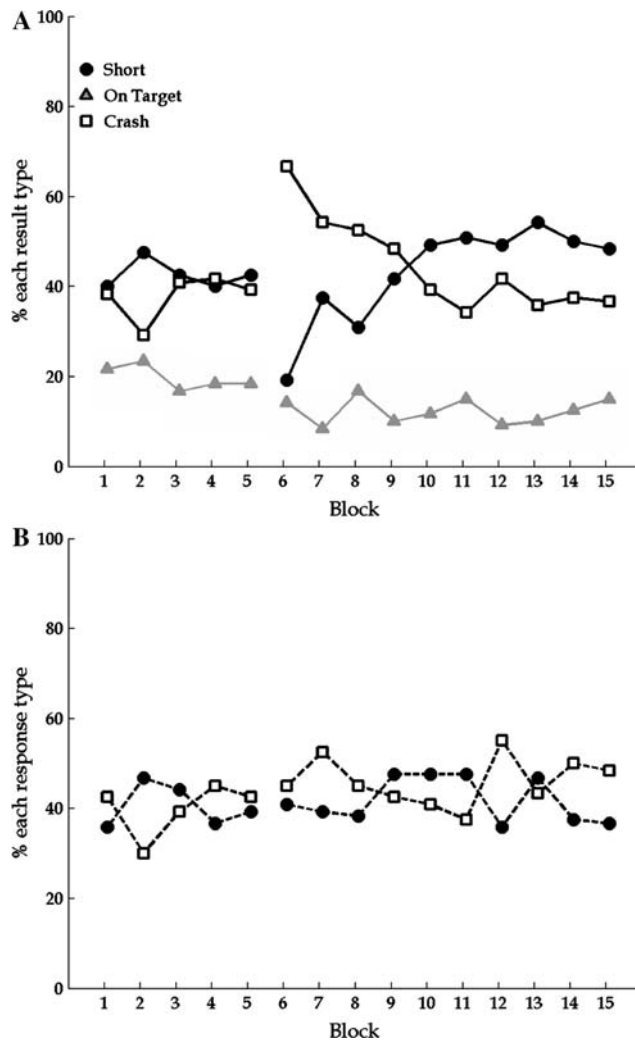 A
100
80
60
40
20
0
% each result type
Short
On Target
Crash
1 2 3 4 5 6 7 8 9 10 11 12 13 14 15
Block
B
100
80
60
40
20
0
% each response type
1 2 3 4 5 6 7 8 9 10 11 12 13 14 15
Block